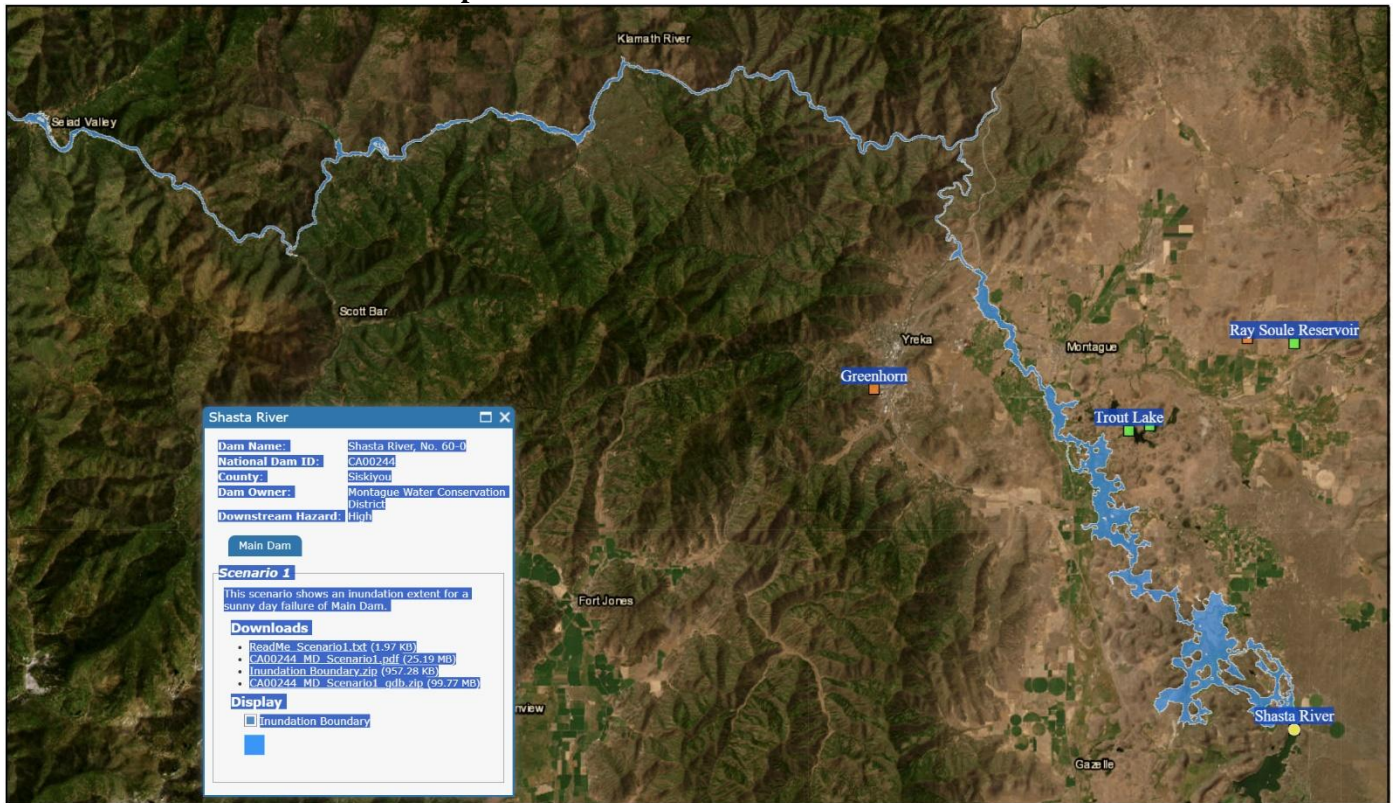 Klamath River
Seiad Valley
Scott Bar
Yreka
Montague
Ray Soule Reservoir
Greenhorn
Trout Lake
Shasta River
Dam Name: Shasta River, No. 60-0
National Dam ID: CA00244
County: Siskiyou
Dam Owner: Montague Water Conservation
District
Downstream Hazard: High
Main Dam
Scenario 1
This scenario shows an inundation extent for a
sunny day failure of Main Dam.
Downloads
• ReadMe_Scenario1.txt (1.97 KB)
• CA00244_MD_Scenario1.pdf (25.19 MB)
• Inundation Boundary.zip (957.28 KB)
• CA00244_MD_Scenario1_gdb.zip (99.77 MB)
Display
Inundation Boundary
Fort Jones
nview
Shasta River
Gazelle